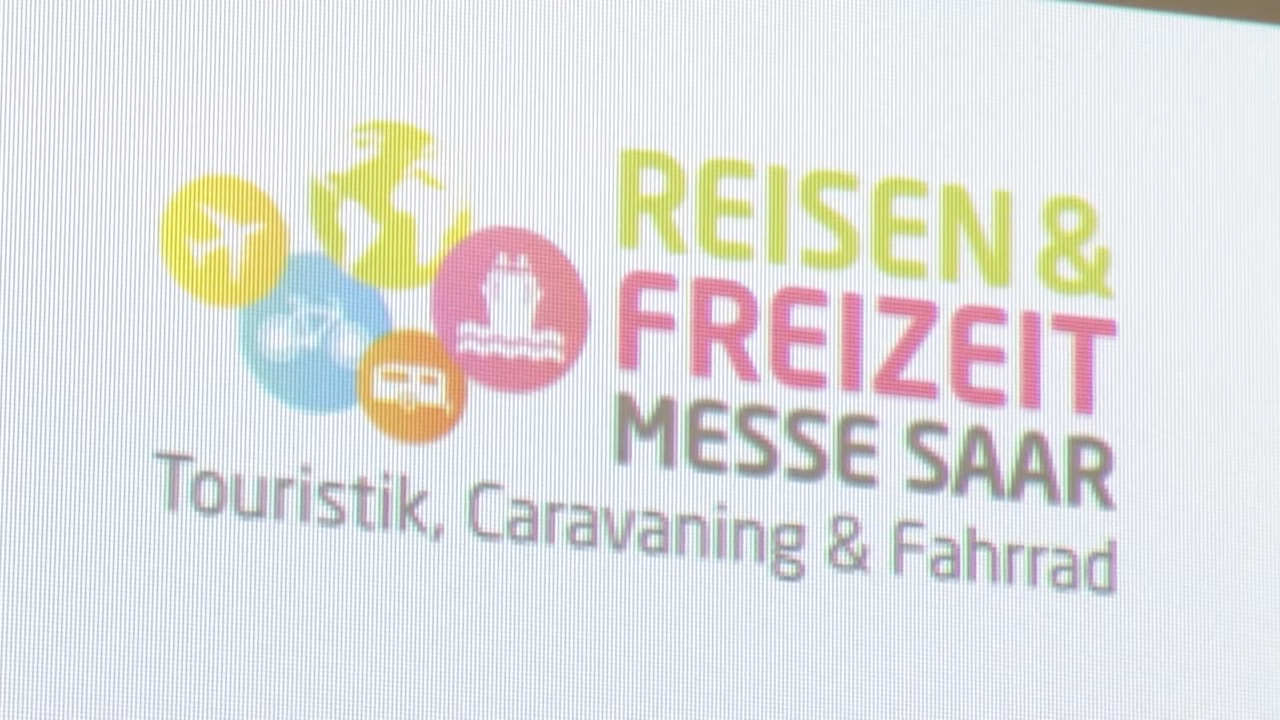 REISEN &
FREIZEIT
MESSE SAAR
Touristik, Caravaning & Fahrrad